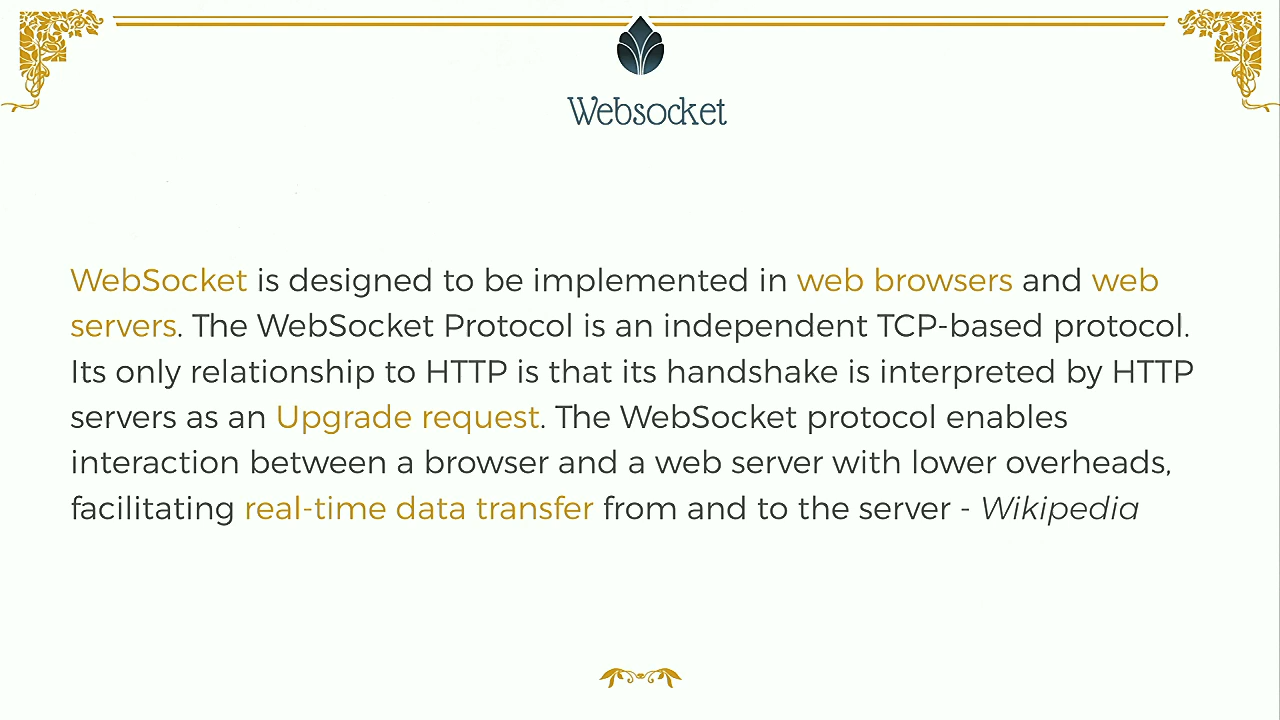 Websocket
WebSocket is designed to be implemented in web browsers and web
servers. The WebSocket Protocol is an independent TCP-based protocol.
Its only relationship to HTTP is that its handshake is interpreted by HTTP
servers as an Upgrade request. The WebSocket protocol enables
interaction between a browser and a web server with lower overheads,
facilitating real-time data transfer from and to the server - Wikipedia